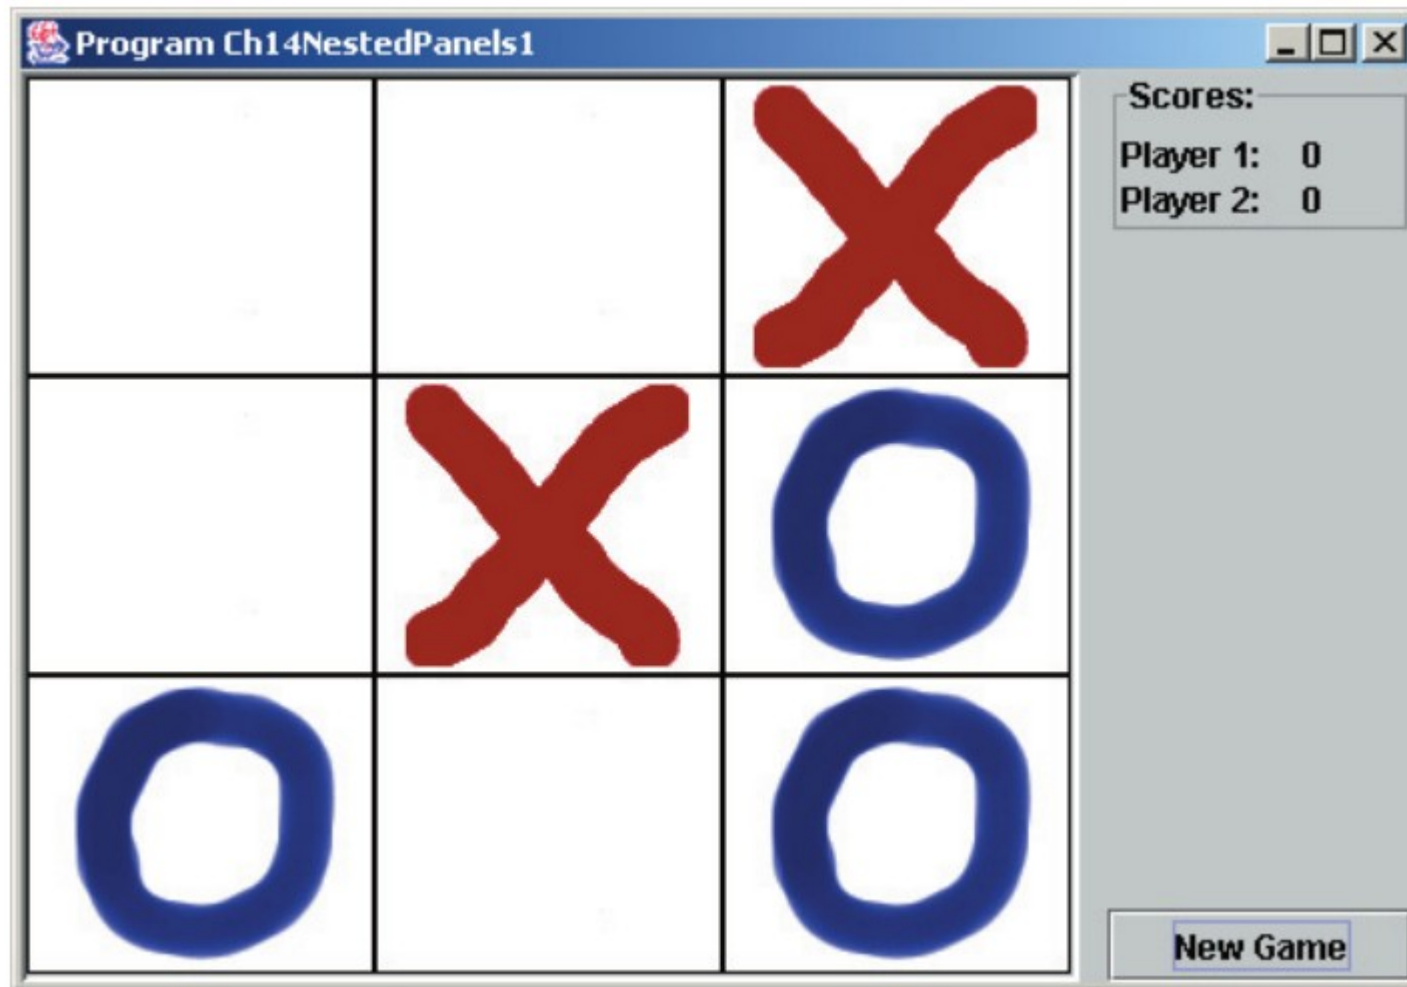 Program Ch14NestedPanels1
Scores:
Player 1: 0
Player 2: 0
New Game